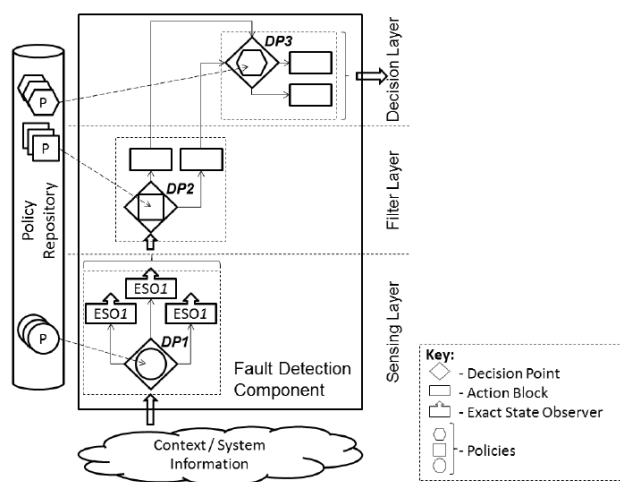 DP3
Decision Layer
P
P
DP2
Filter Layer
Policy
Repository
ESO1
ESO1
ESO1
DP1
P
Sensing Layer
Fault Detection
Component
Context / System
Information
Key:
- Decision Point
- Action Block
- Exact State Observer
- Policies